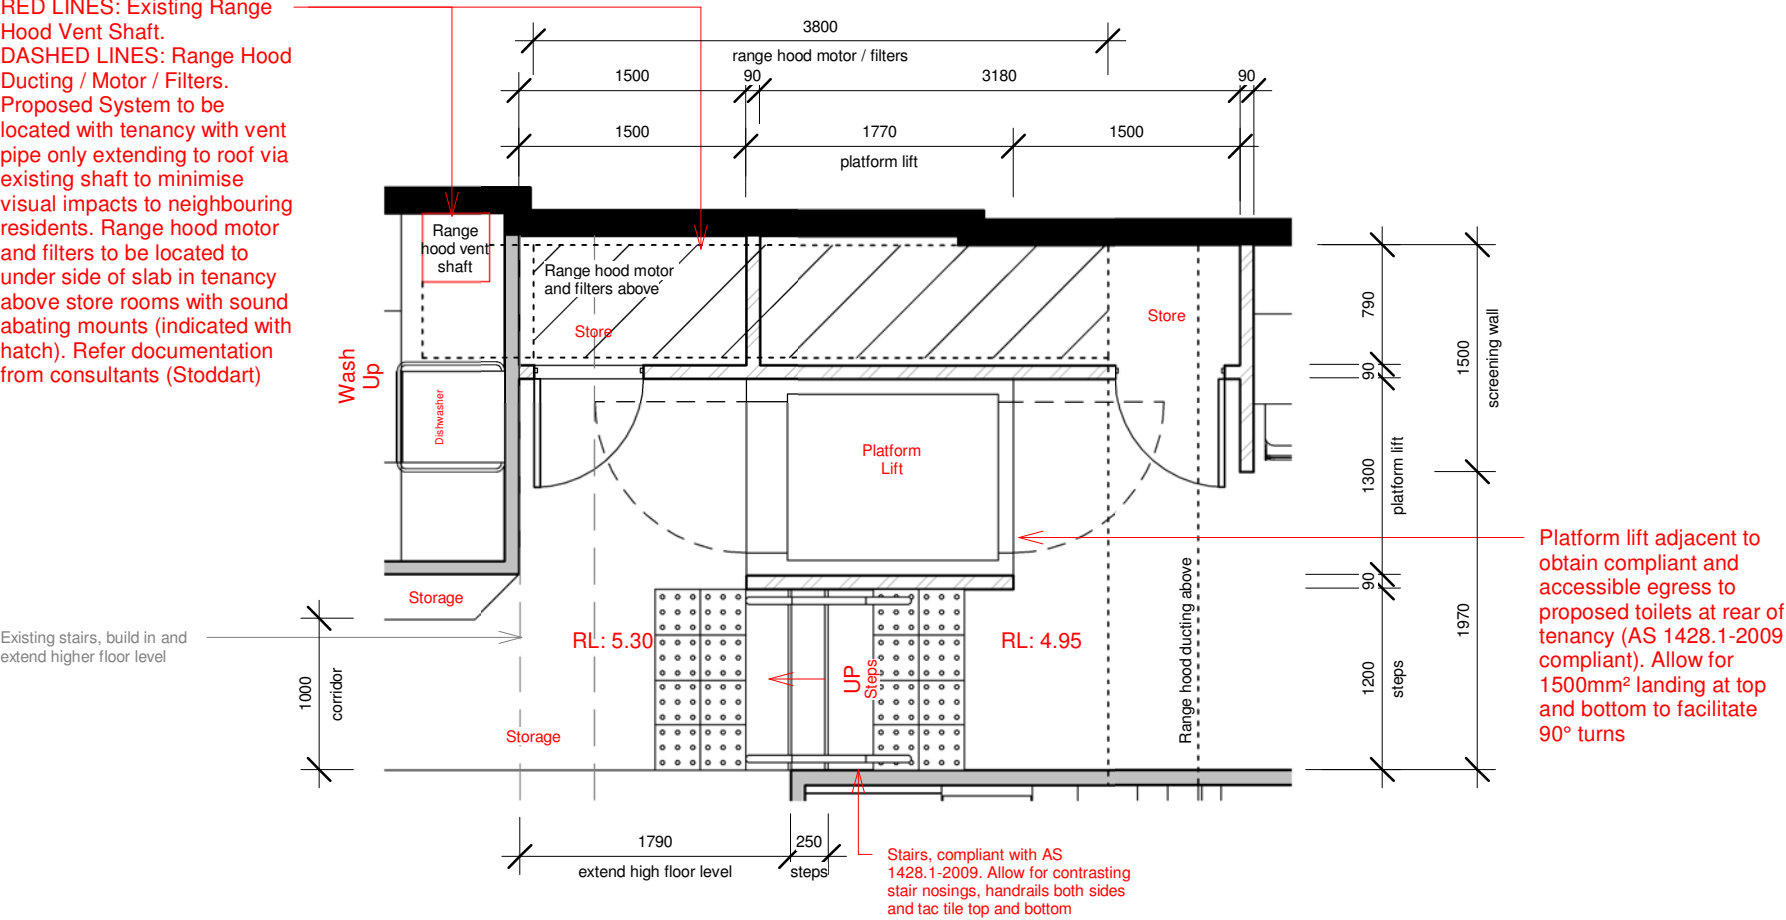 RED LINES: Existing Range
Hood Vent Shaft.
DASHED LINES: Range Hood
Ducting / Motor / Filters.
Proposed System to be
located with tenancy with vent
pipe only extending to roof via
existing shaft to minimise
visual impacts to neighbouring
residents. Range hood motor
and filters to be located to
under side of slab in tenancy
above store rooms with sound
abating mounts (indicated with
hatch). Refer documentation
from consultants (Stoddart)
3800
range hood motor / filters
1500
90
3180
90
1500
1770
1500
platform lift
Range
hood vent
shaft
Range hood motor
and filters above
Store
Store
Wash
Up
Dishwasher
Platform
Lift
790
90
1300
platform lift
90
1200
steps
1500
screening wall
1970
Storage
Existing stairs, build in and
extend higher floor level
1000
corridor
Storage
RL: 5.30
UP
Steps
RL: 4.95
Range hood ducting above
Platform lift adjacent to
obtain compliant and
accessible egress to
proposed toilets at rear of
tenancy (AS 1428.1-2009
compliant). Allow for
1500mm² landing at top
and bottom to facilitate
90° turns
1790
extend high floor level
250
steps
Stairs, compliant with AS
1428.1-2009. Allow for contrasting
stair nosings, handrails both sides
and tac tile top and bottom